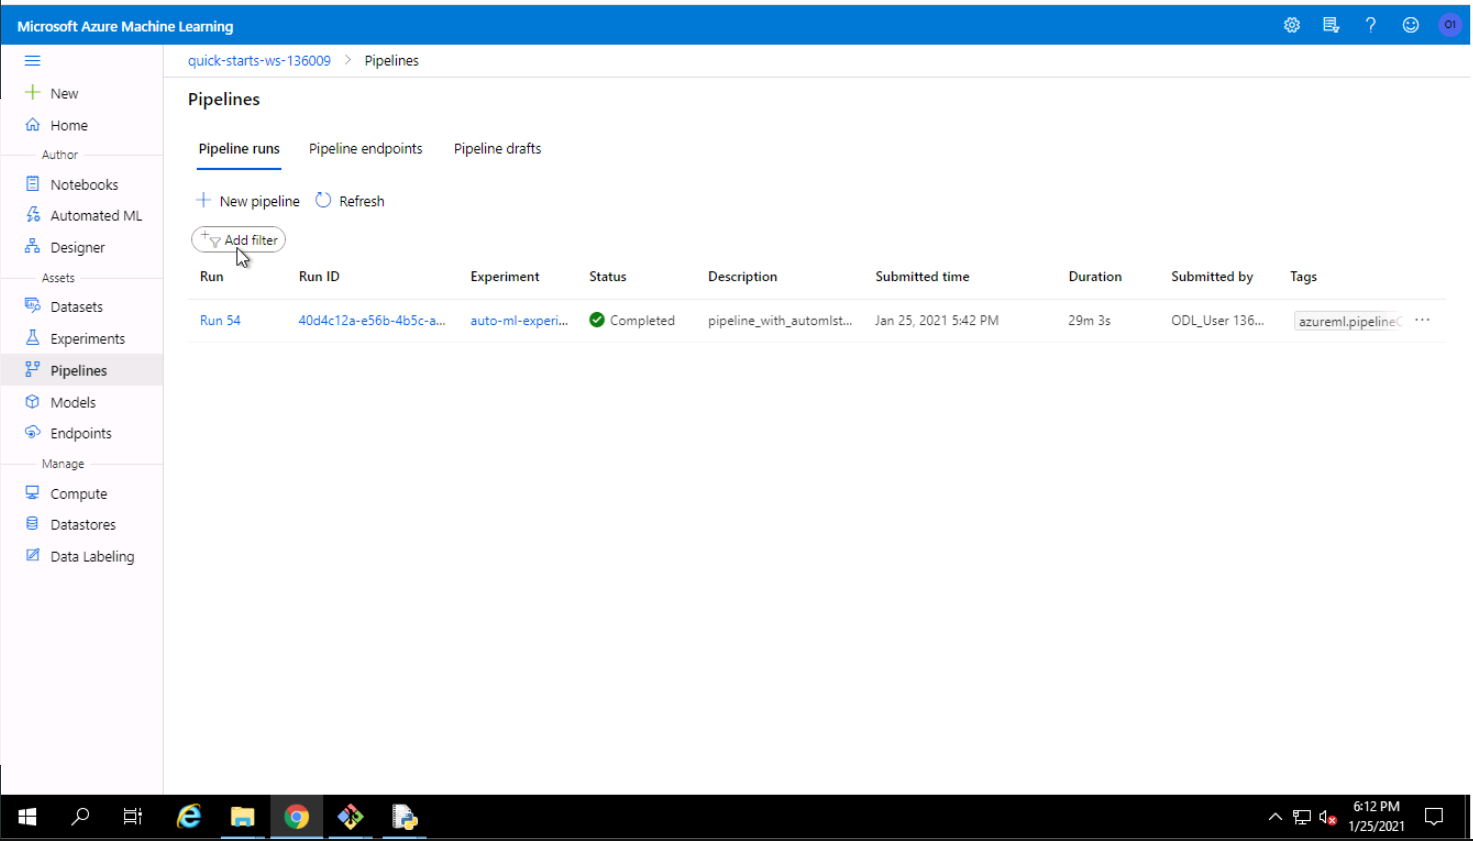 Microsoft Azure Machine Learning
O1
quick-starts-ws-136009 > Pipelines
New
Home
Author
Notebooks
Automated ML
Designer
Assets
Datasets
Experiments
Pipelines
Models
Endpoints
Manage
Compute
Datastores
Data Labeling
Pipelines
Pipeline runs Pipeline endpoints Pipeline drafts
New pipeline Refresh
Add filter
Run Run ID Experiment Status Description Submitted time Duration Submitted by Tags
Run 54 40d4c12a-e56b-4b5c-a... auto-ml-experi... Completed pipeline_with_automlst... Jan 25, 2021 5:42 PM 29m 3s ODL_User 136... azureml.pipelineC ...
6:12 PM
1/25/2021